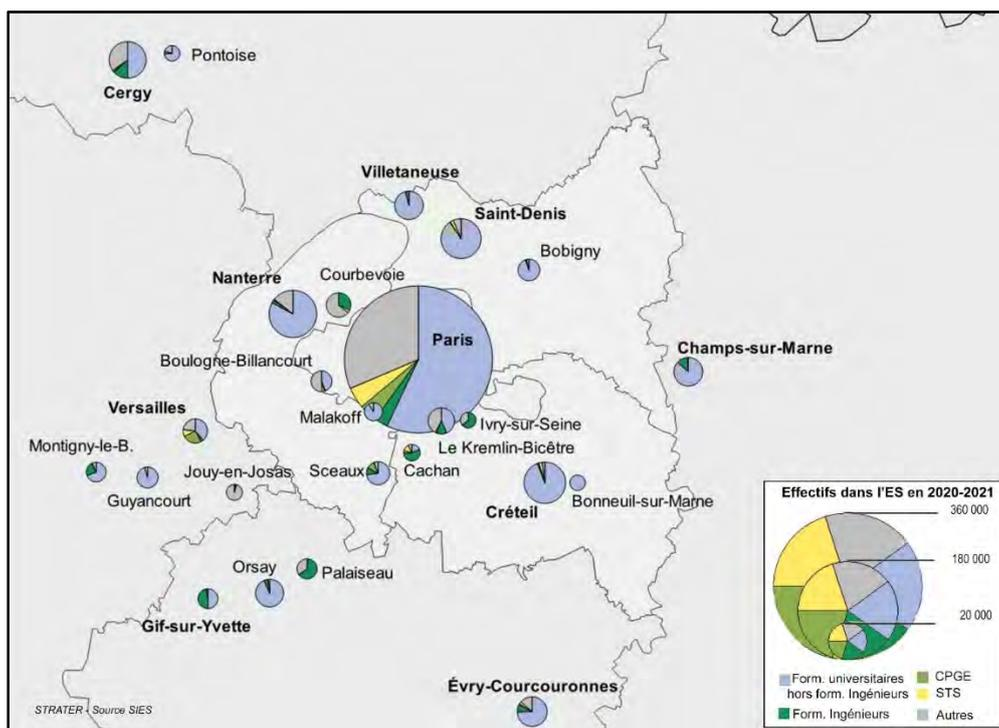 Pontoise
Cergy
Villetaneuse
Saint-Denis
Bobigny
Nanterre
Courbevoie
Paris
Champs-sur-Marne
Boulogne-Billancourt
Malakoff
Ivry-sur-Seine
Versailles
Le Kremlin-Bicêtre
Montigny-le-B.
Jouy-en-Josas
Sceaux
Cachan
Guyancourt
Créteil
Bonneuil-sur-Marne
Orsay
Palaiseau
Gif-sur-Yvette
Évry-Courcouronnes
Effectifs dans l'ES en 2020-2021
360 000
180 000
20 000
Form. universitaires
hors form. Ingénieurs
Form. Ingénieurs
CPGE
STS
Autres
STRATER - Source SIES